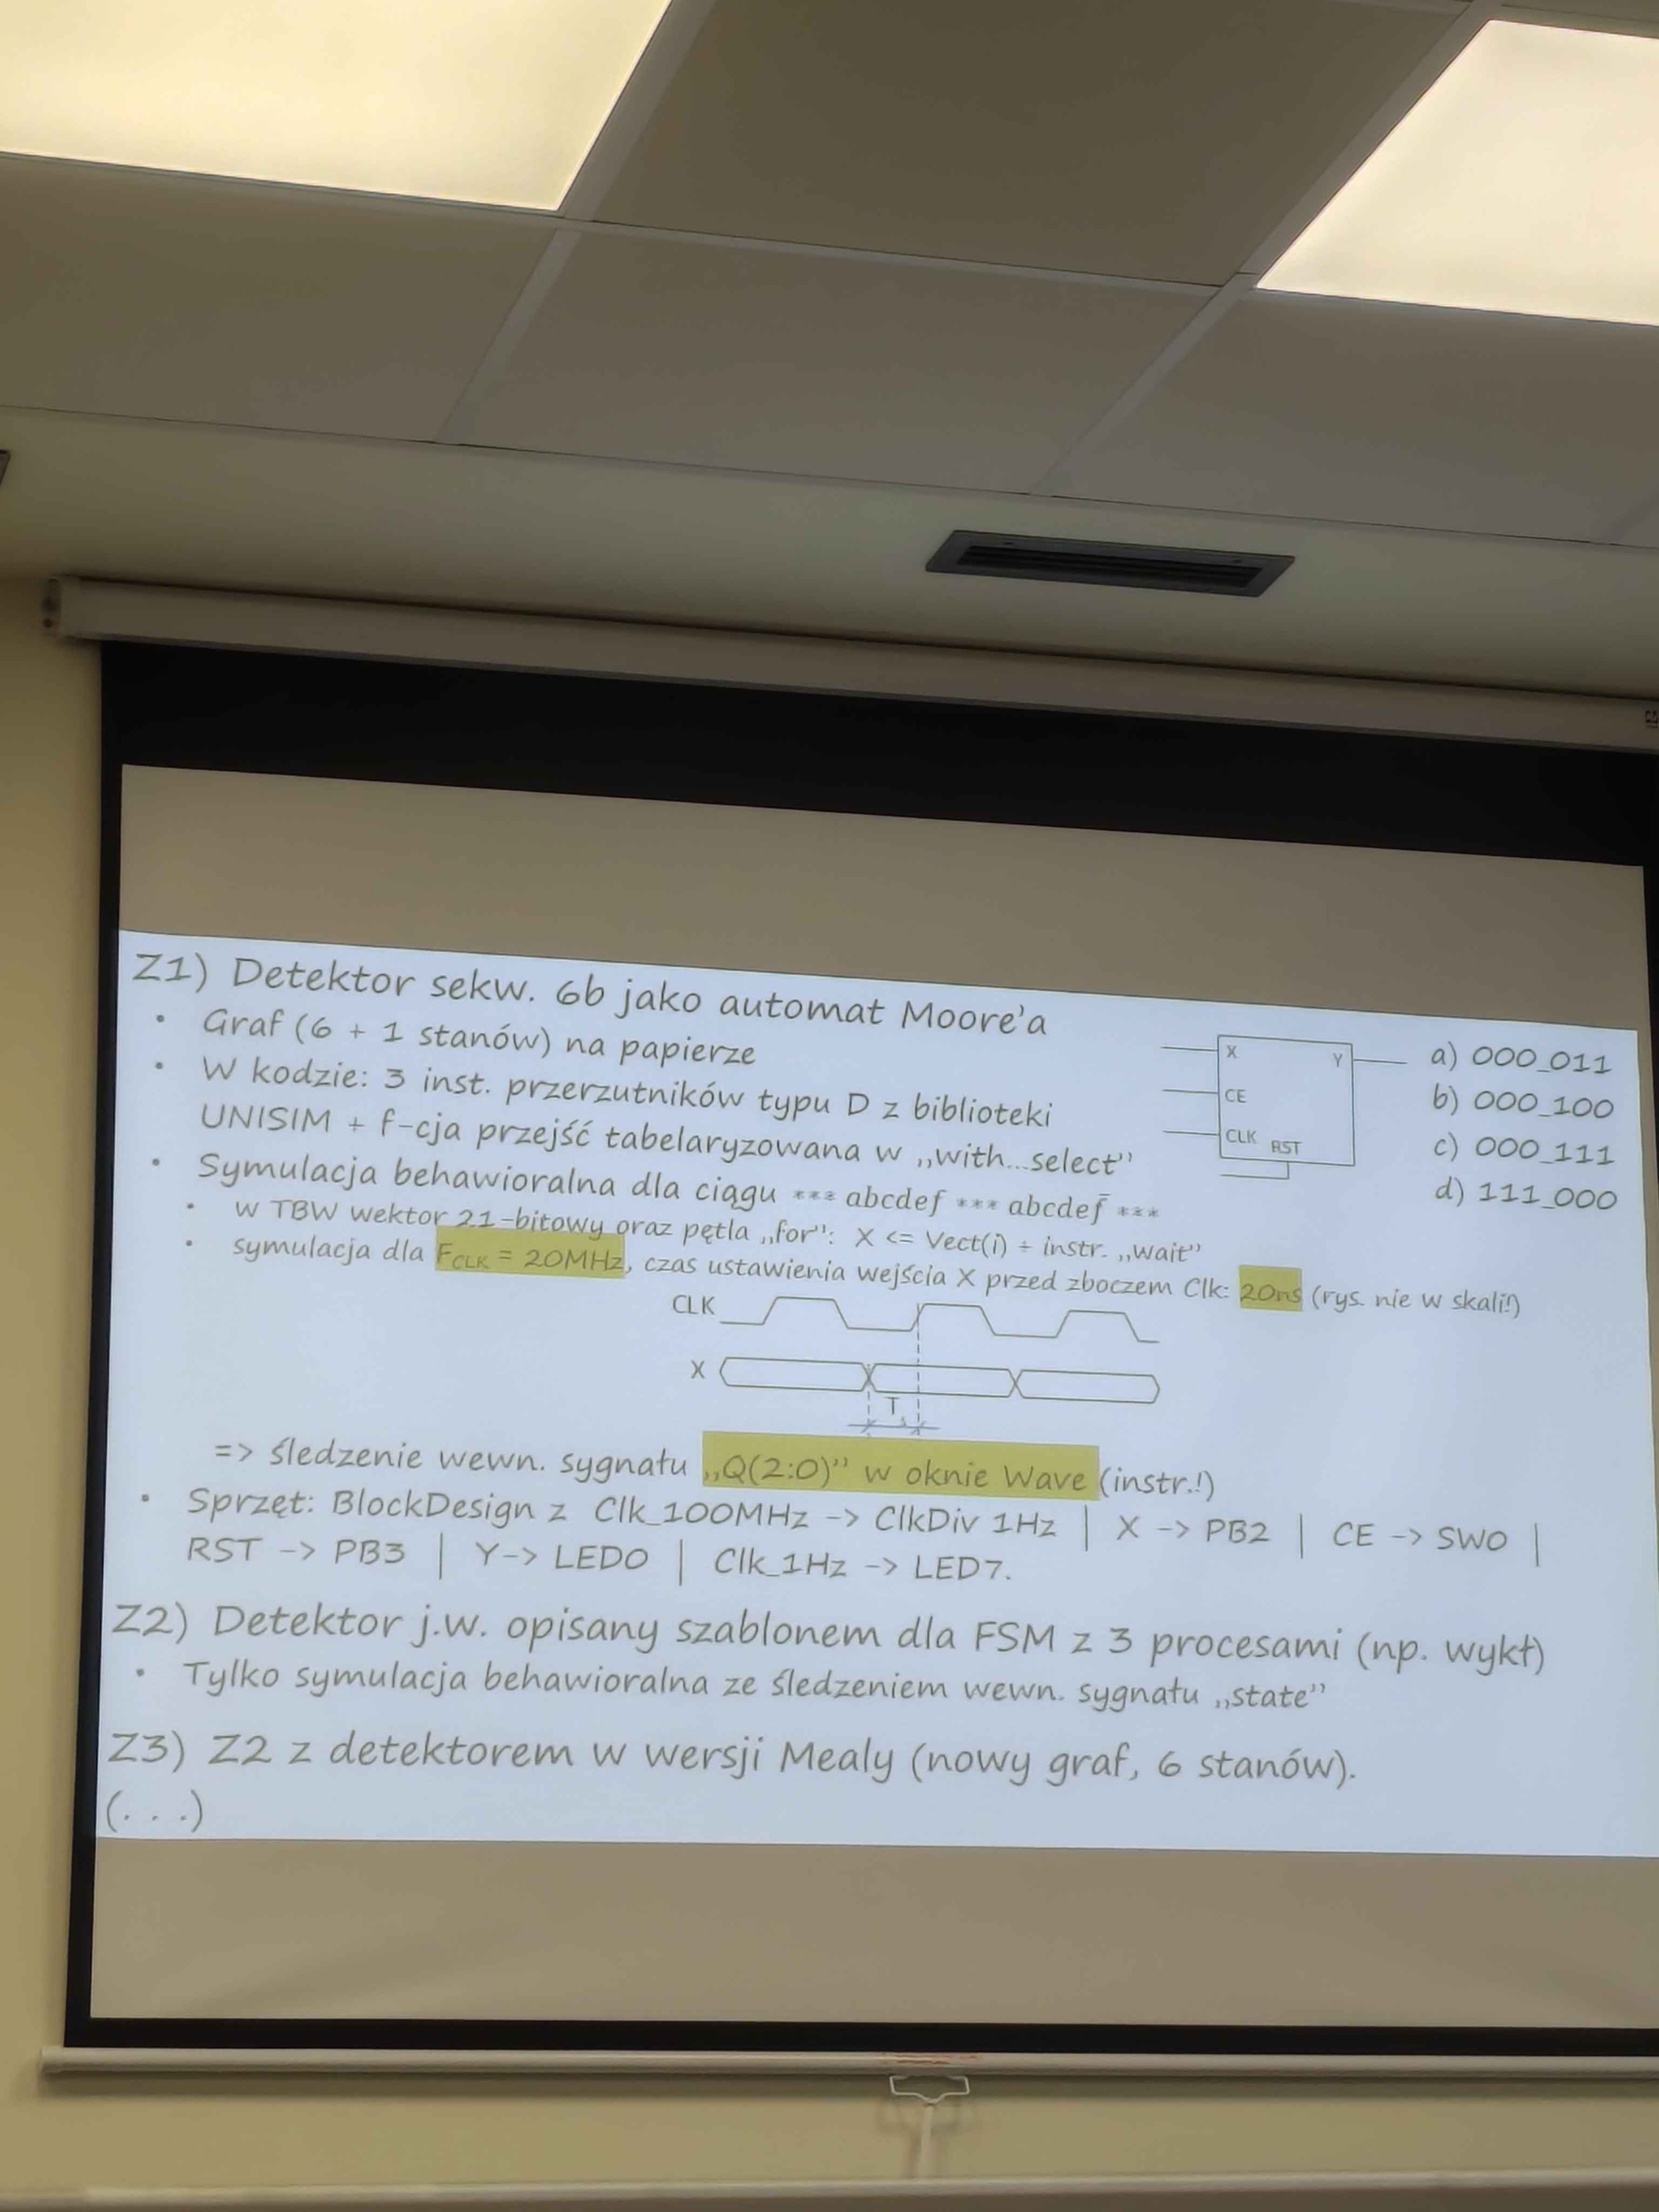 Z1) Detektor sekw. 6b jako automat Moore'a
• Graf (6 + 1 stanów) na papierze
• W kodzie: 3 inst. przerzutników typu D z biblioteki
UNISIM + f-cja przejść tabelaryzowana w „with...select"
• Symulacja behawioralna dla ciągu *** abcdef *** abcdef̄ ***
• w TBW wektor 21-bitowy oraz pętla „for": X <= Vect(i) + instr. „wait"
• symulacja dla FCLK = 20MHz, czas ustawienia wejścia X przed zboczem Clk: 20ns (rys. nie w skali!)
X
Y
CE
CLK
RST
a) 000_011
b) 000_100
c) 000_111
d) 111_000
CLK
X
T
=> śledzenie wewn. sygnału „Q(2:0)" w oknie Wave (instr.!)
• Sprzęt: BlockDesign z Clk_100MHz -> ClkDiv 1Hz | X -> PB2 | CE -> SW0 |
RST -> PB3 | Y-> LED0 | Clk_1Hz -> LED7.
Z2) Detektor j.w. opisany szablonem dla FSM z 3 procesami (np. wykł)
• Tylko symulacja behawioralna ze śledzeniem wewn. sygnału „state"
Z3) Z2 z detektorem w wersji Mealy (nowy graf, 6 stanów).
(. . .)